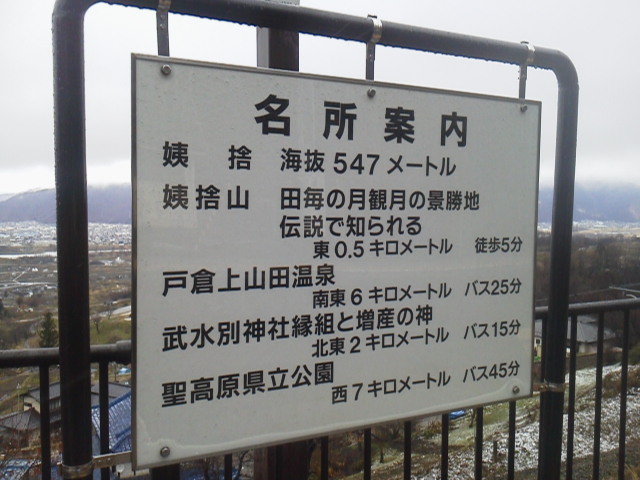 名所案内
姨捨 海抜547メートル
姨捨山 田毎の月観月の景勝地
伝説で知られる
東0.5キロメートル 徒歩5分
戸倉上山田温泉
南東6キロメートル バス25分
武水別神社縁組と増産の神
北東2キロメートル バス15分
聖高原県立公園
西7キロメートル バス45分